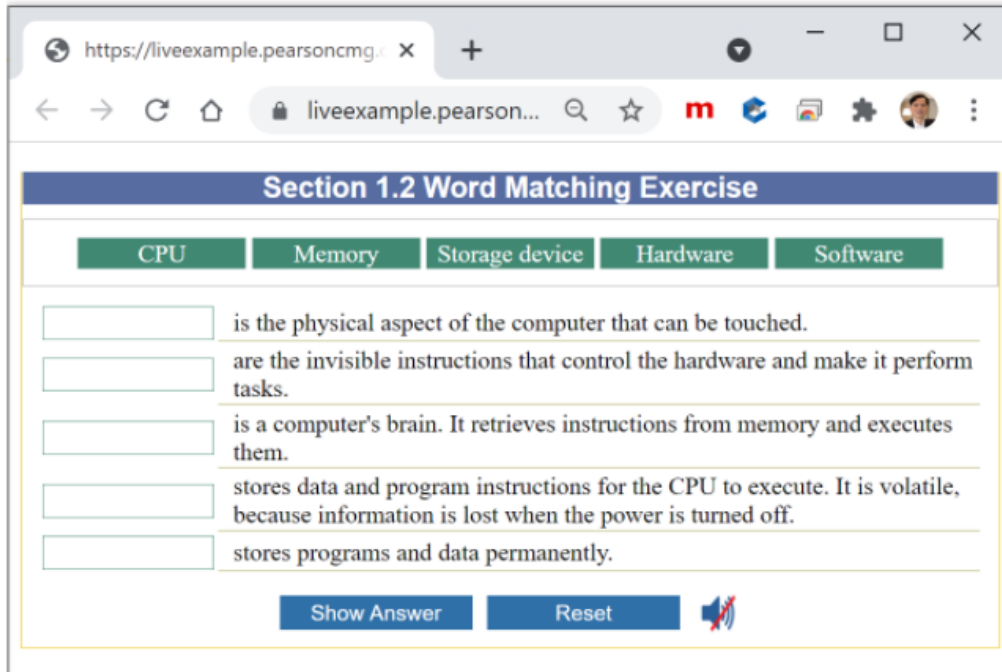 https://liveexample.pearsoncmg.
liveexample.pearson...
m
Section 1.2 Word Matching Exercise
CPU Memory Storage device Hardware Software
is the physical aspect of the computer that can be touched.
are the invisible instructions that control the hardware and make it perform
tasks.
is a computer's brain. It retrieves instructions from memory and executes
them.
stores data and program instructions for the CPU to execute. It is volatile,
because information is lost when the power is turned off.
stores programs and data permanently.
Show Answer Reset